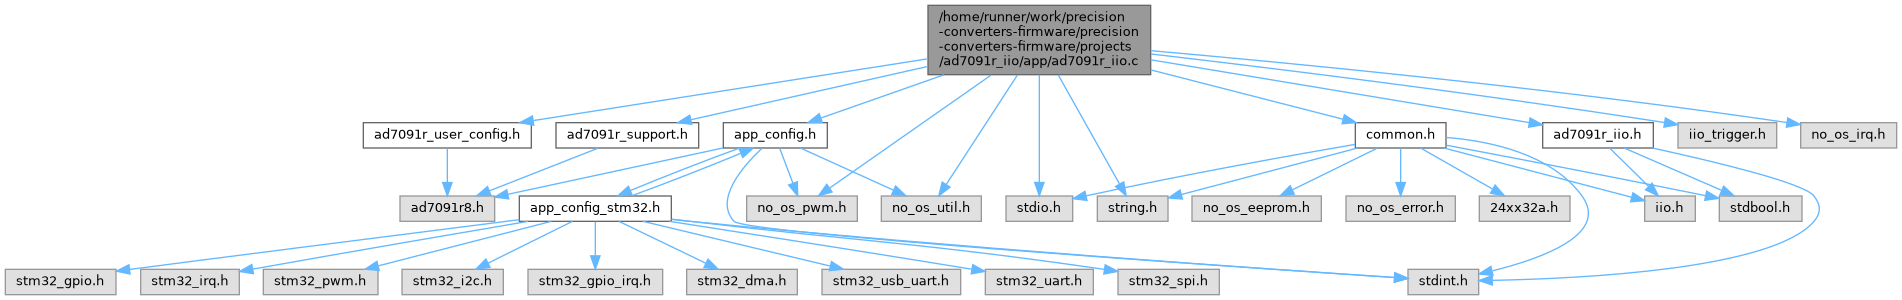 /home/runner/work/precision
-converters-firmware/precision
-converters-firmware/projects
/ad7091r_iio/app/ad7091r_iio.c
ad7091r_user_config.h
ad7091r_support.h
app_config.h
common.h
ad7091r_iio.h
iio_trigger.h
no_os_irq.h
ad7091r8.h
app_config_stm32.h
no_os_pwm.h
no_os_util.h
stdio.h
string.h
no_os_eeprom.h
no_os_error.h
24xx32a.h
iio.h
stdbool.h
stm32_gpio.h
stm32_irq.h
stm32_pwm.h
stm32_i2c.h
stm32_gpio_irq.h
stm32_dma.h
stm32_usb_uart.h
stm32_uart.h
stm32_spi.h
stdint.h